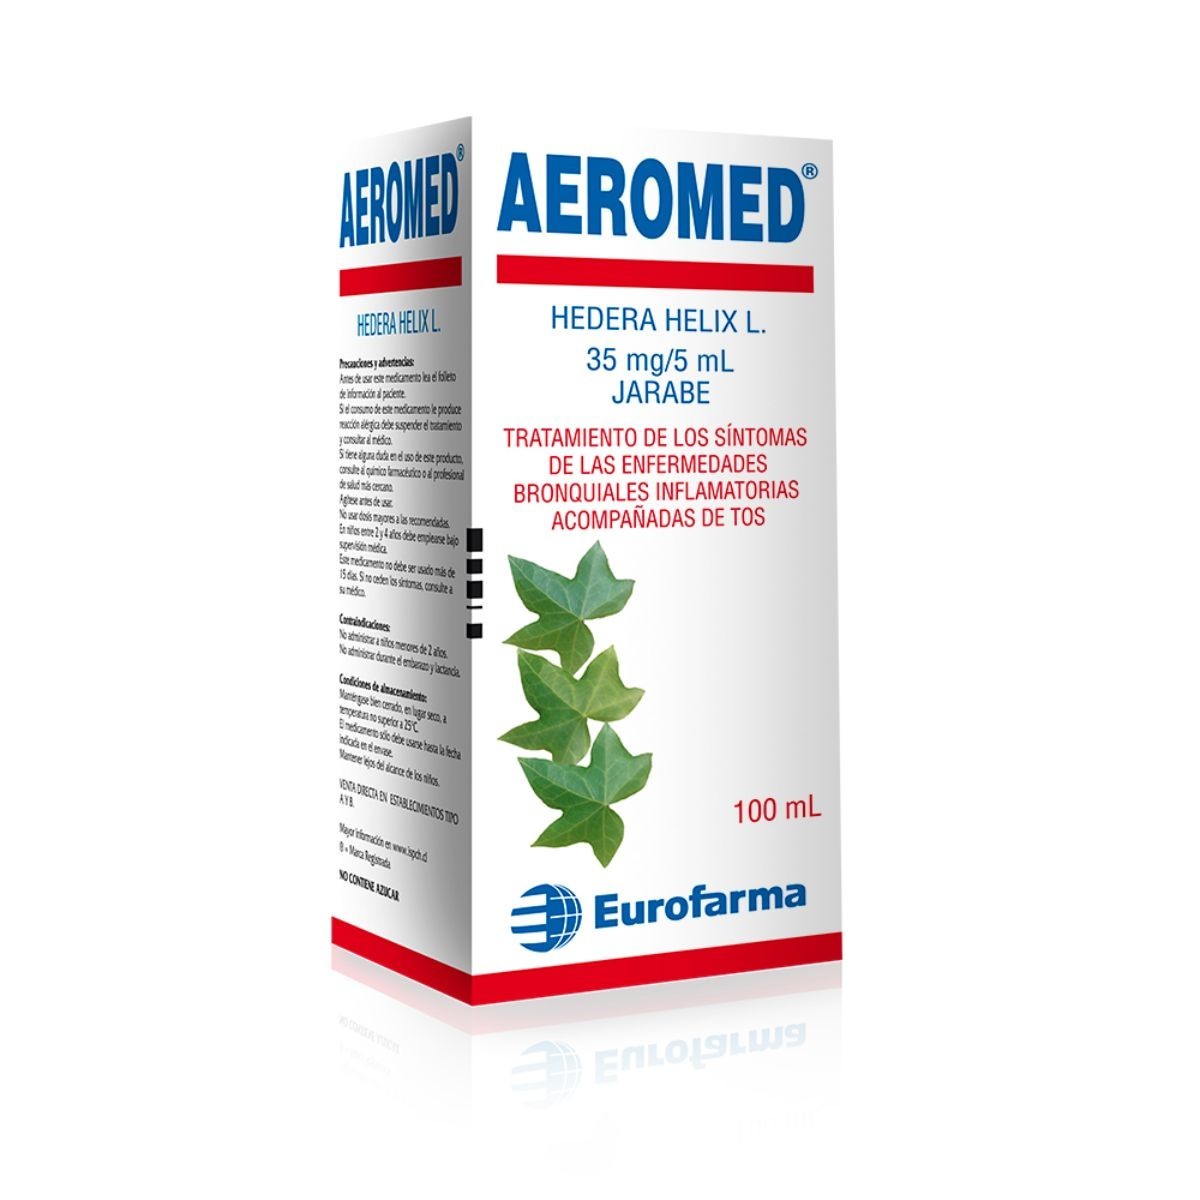 AEROMED®
HEDERA HELIX L.
Precauciones y advertencias:
Antes de usar este medicamento lea el folleto
de información al paciente.
Si el consumo de este medicamento le produce
reacción alérgica debe suspender el tratamiento
y consultar al médico.
Si tiene alguna duda en el uso de este producto,
consulte al químico farmacéutico o al profesional
de salud más cercano.
Agítese antes de usar.
No usar dosis mayores a las recomendadas.
En niños entre 2 y 4 años debe emplearse bajo
supervisión médica.
Este medicamento no debe ser usado más de
15 días. Si no ceden los síntomas, consulte a
su médico.
Contraindicaciones:
No administrar a niños menores de 2 años.
No administrar durante el embarazo y lactancia.
Condiciones de almacenamiento:
Manténgase bien cerrado, en lugar seco, a
temperatura no superior a 25°C.
El medicamento sólo debe usarse hasta la fecha
indicada en el envase.
Mantener lejos del alcance de los niños.
VENTA DIRECTA EN ESTABLECIMIENTOS TIPO
A Y B.
Mayor información en www.ispch.cl
® = Marca Registrada
NO CONTIENE AZUCAR
AEROMED®
HEDERA HELIX L.
35 mg/5 mL
JARABE
TRATAMIENTO DE LOS SÍNTOMAS
DE LAS ENFERMEDADES
BRONQUIALES INFLAMATORIAS
ACOMPAÑADAS DE TOS
100 mL
Eurofarma